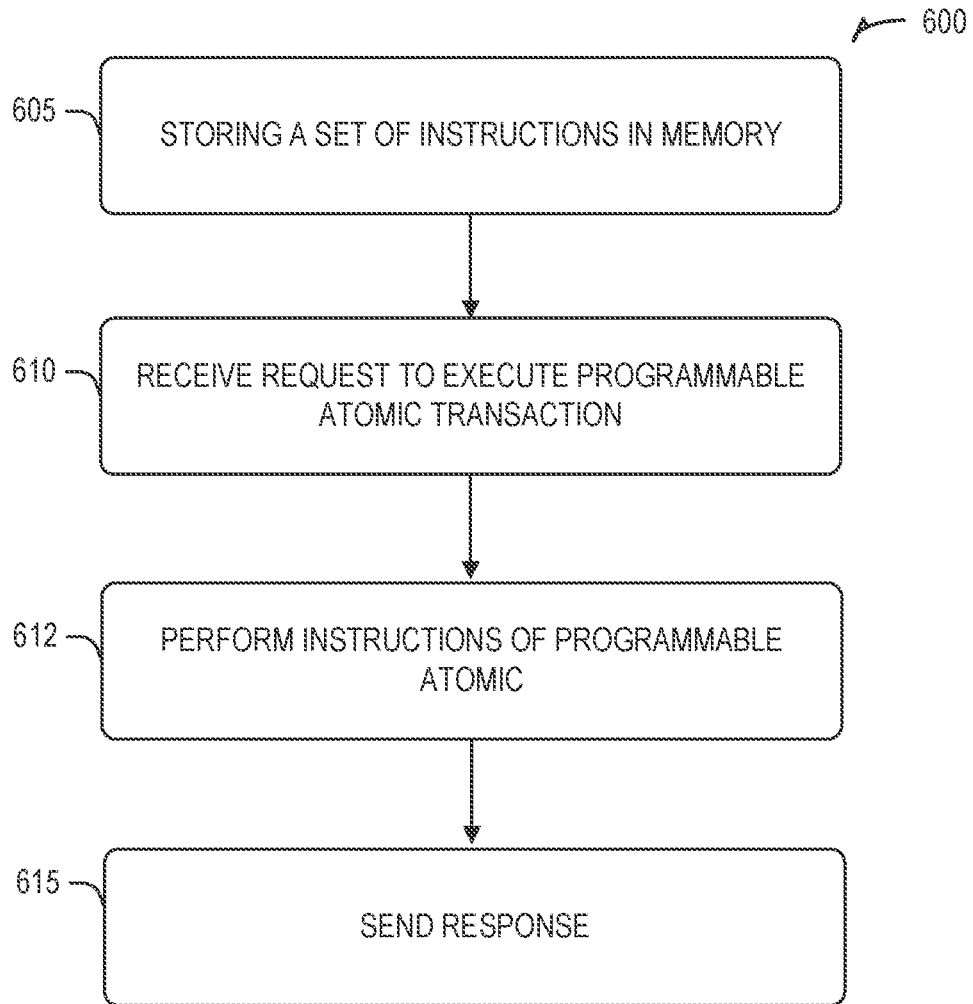 600
605
STORING A SET OF INSTRUCTIONS IN MEMORY
610
RECEIVE REQUEST TO EXECUTE PROGRAMMABLE
ATOMIC TRANSACTION
612
PERFORM INSTRUCTIONS OF PROGRAMMABLE
ATOMIC
615
SEND RESPONSE